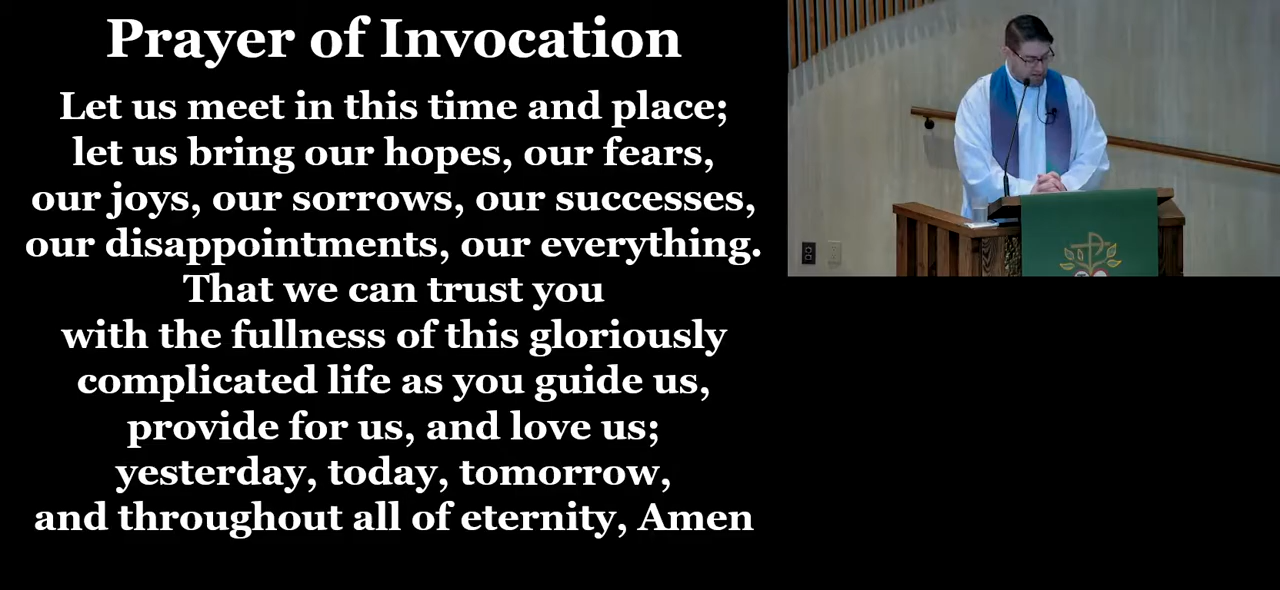 Prayer of Invocation
Let us meet in this time and place;
let us bring our hopes, our fears,
our joys, our sorrows, our successes,
our disappointments, our everything.
That we can trust you
with the fullness of this gloriously
complicated life as you guide us,
provide for us, and love us;
yesterday, today, tomorrow,
and throughout all of eternity, Amen